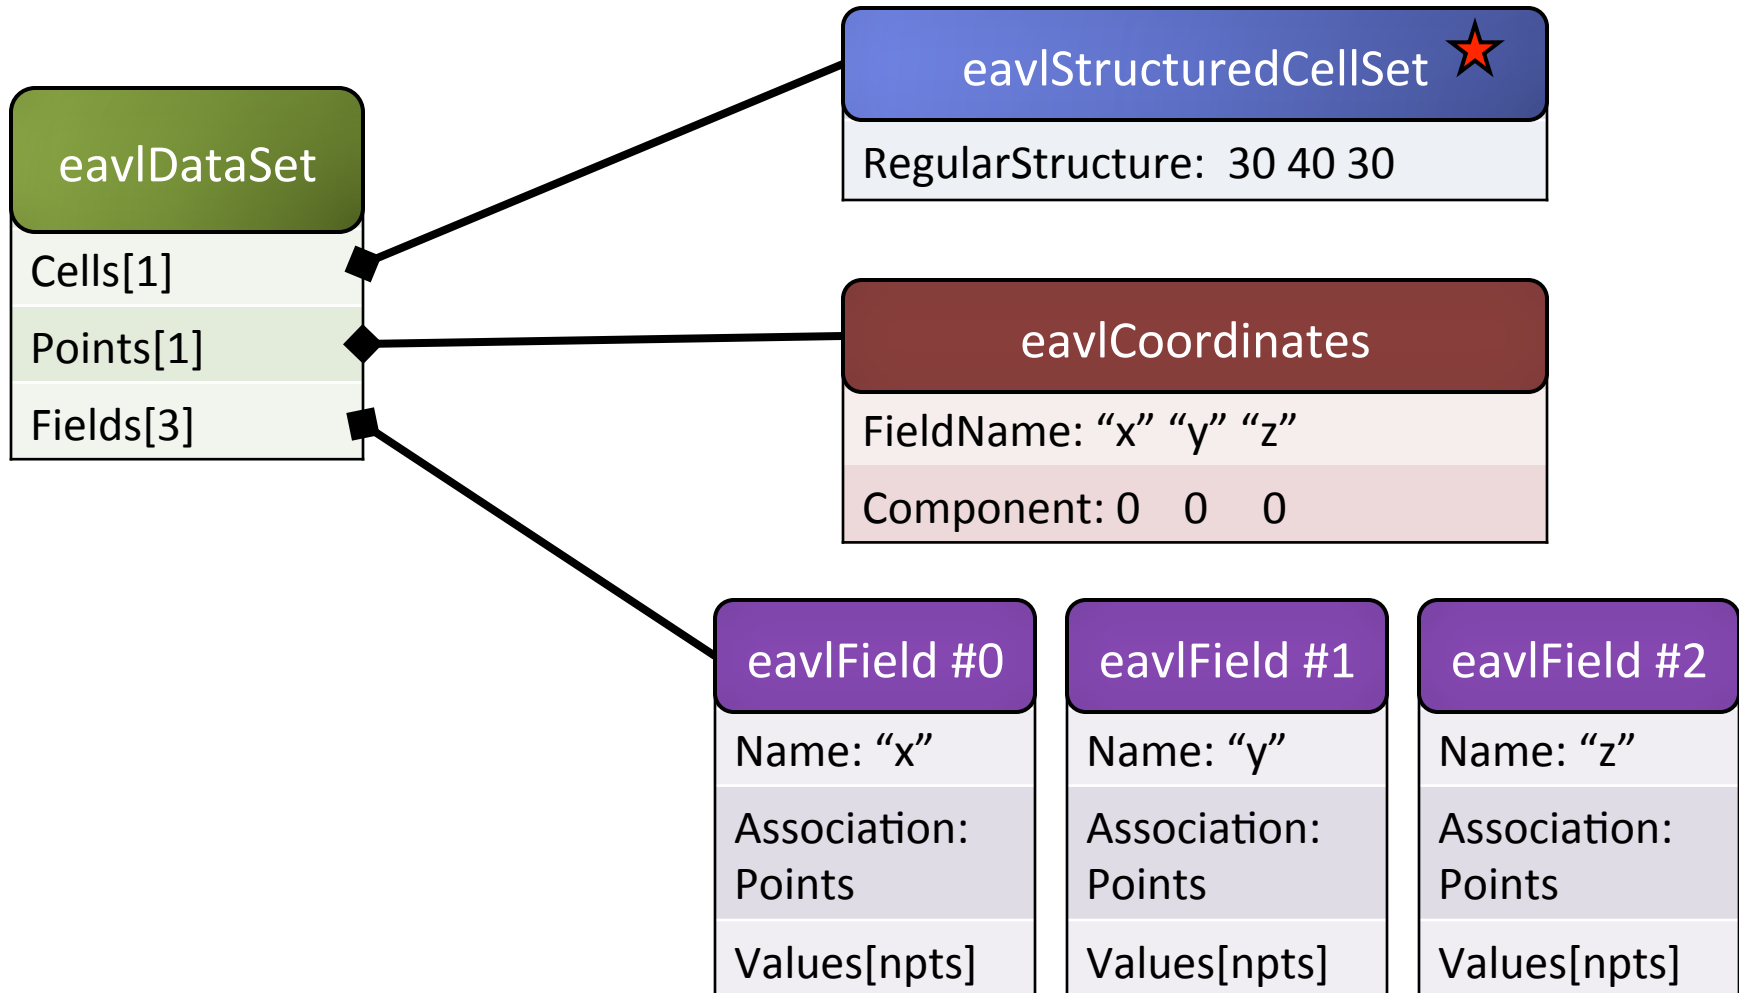 eavlDataSet
Cells[1]
Points[1]
Fields[3]
eavlStructuredCellSet
RegularStructure:  30 40 30
eavlCoordinates
FieldName: “x” “y” “z”
Component: 0 0 0
eavlField #0
Name: “x”
Association:
Points
Values[npts]
eavlField #1
Name: “y”
Association:
Points
Values[npts]
eavlField #2
Name: “z”
Association:
Points
Values[npts]